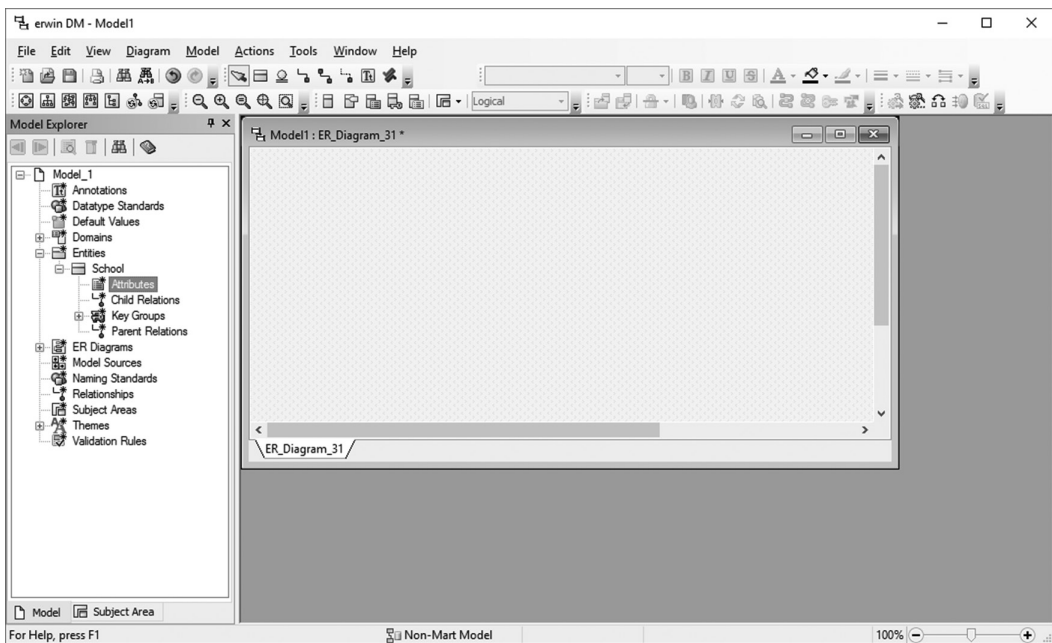 erwin DM - Model1
File Edit View Diagram Model Actions Tools Window Help
B I U S A
Logical
Model Explorer
Model1 : ER_Diagram_31 *
Model_1
Annotations
Datatype Standards
Default Values
Domains
Entities
School
Attributes
Child Relations
Key Groups
Parent Relations
ER Diagrams
Model Sources
Naming Standards
Relationships
Subject Areas
Themes
Validation Rules
ER_Diagram_31
Model Subject Area
For Help, press F1 Non-Mart Model 100%